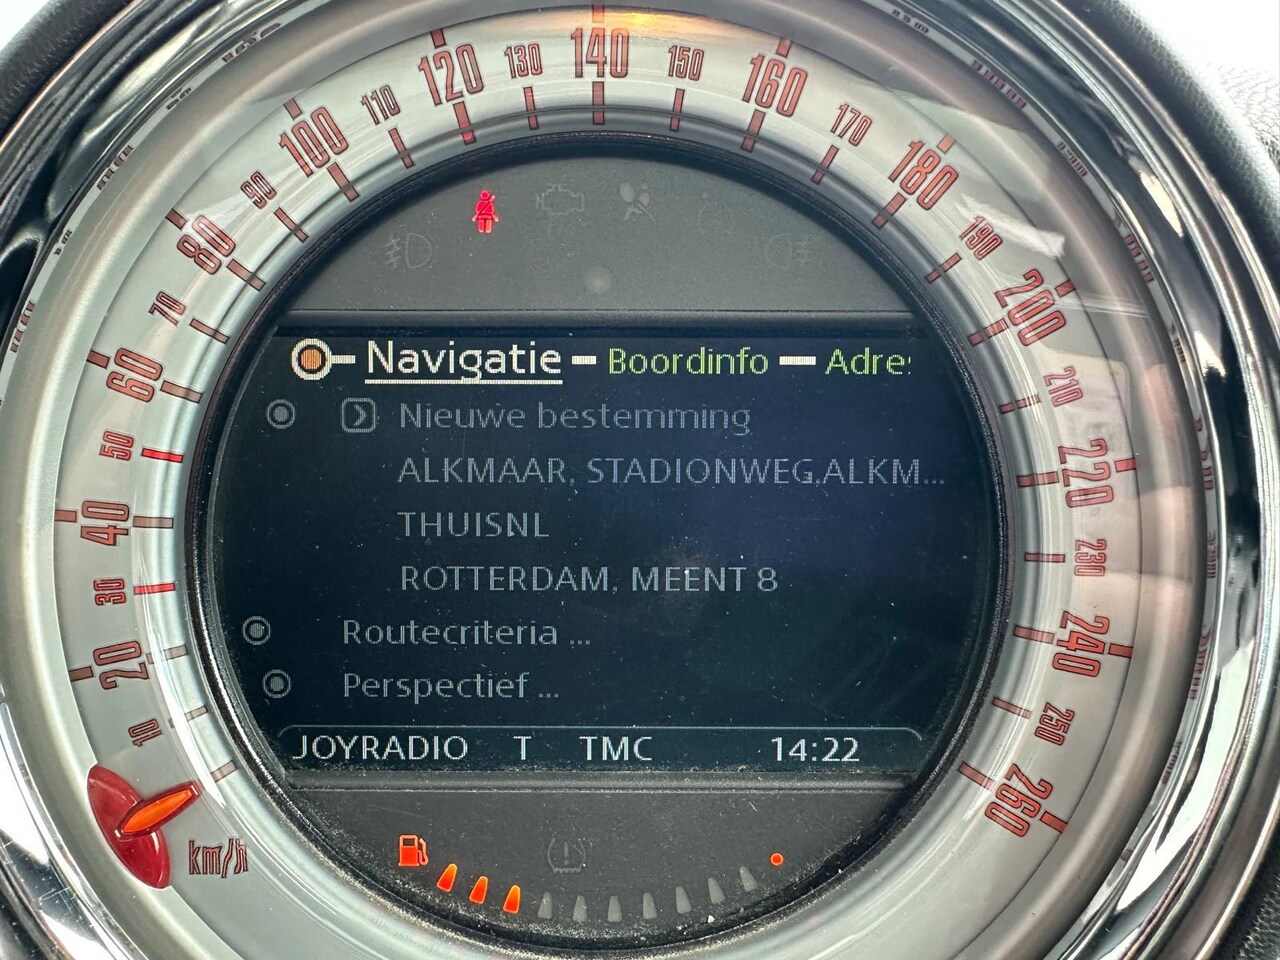 10
20
30
40
50
60
70
80
90
100
110
120
130
140
150
160
170
180
190
200
210
220
230
240
250
260
km/h
Navigatie Boordinfo Adre
Nieuwe bestemming
ALKMAAR, STADIONWEG,ALKM...
THUISNL
ROTTERDAM, MEENT 8
Routecriteria ...
Perspectief ...
JOYRADIO T TMC 14:22